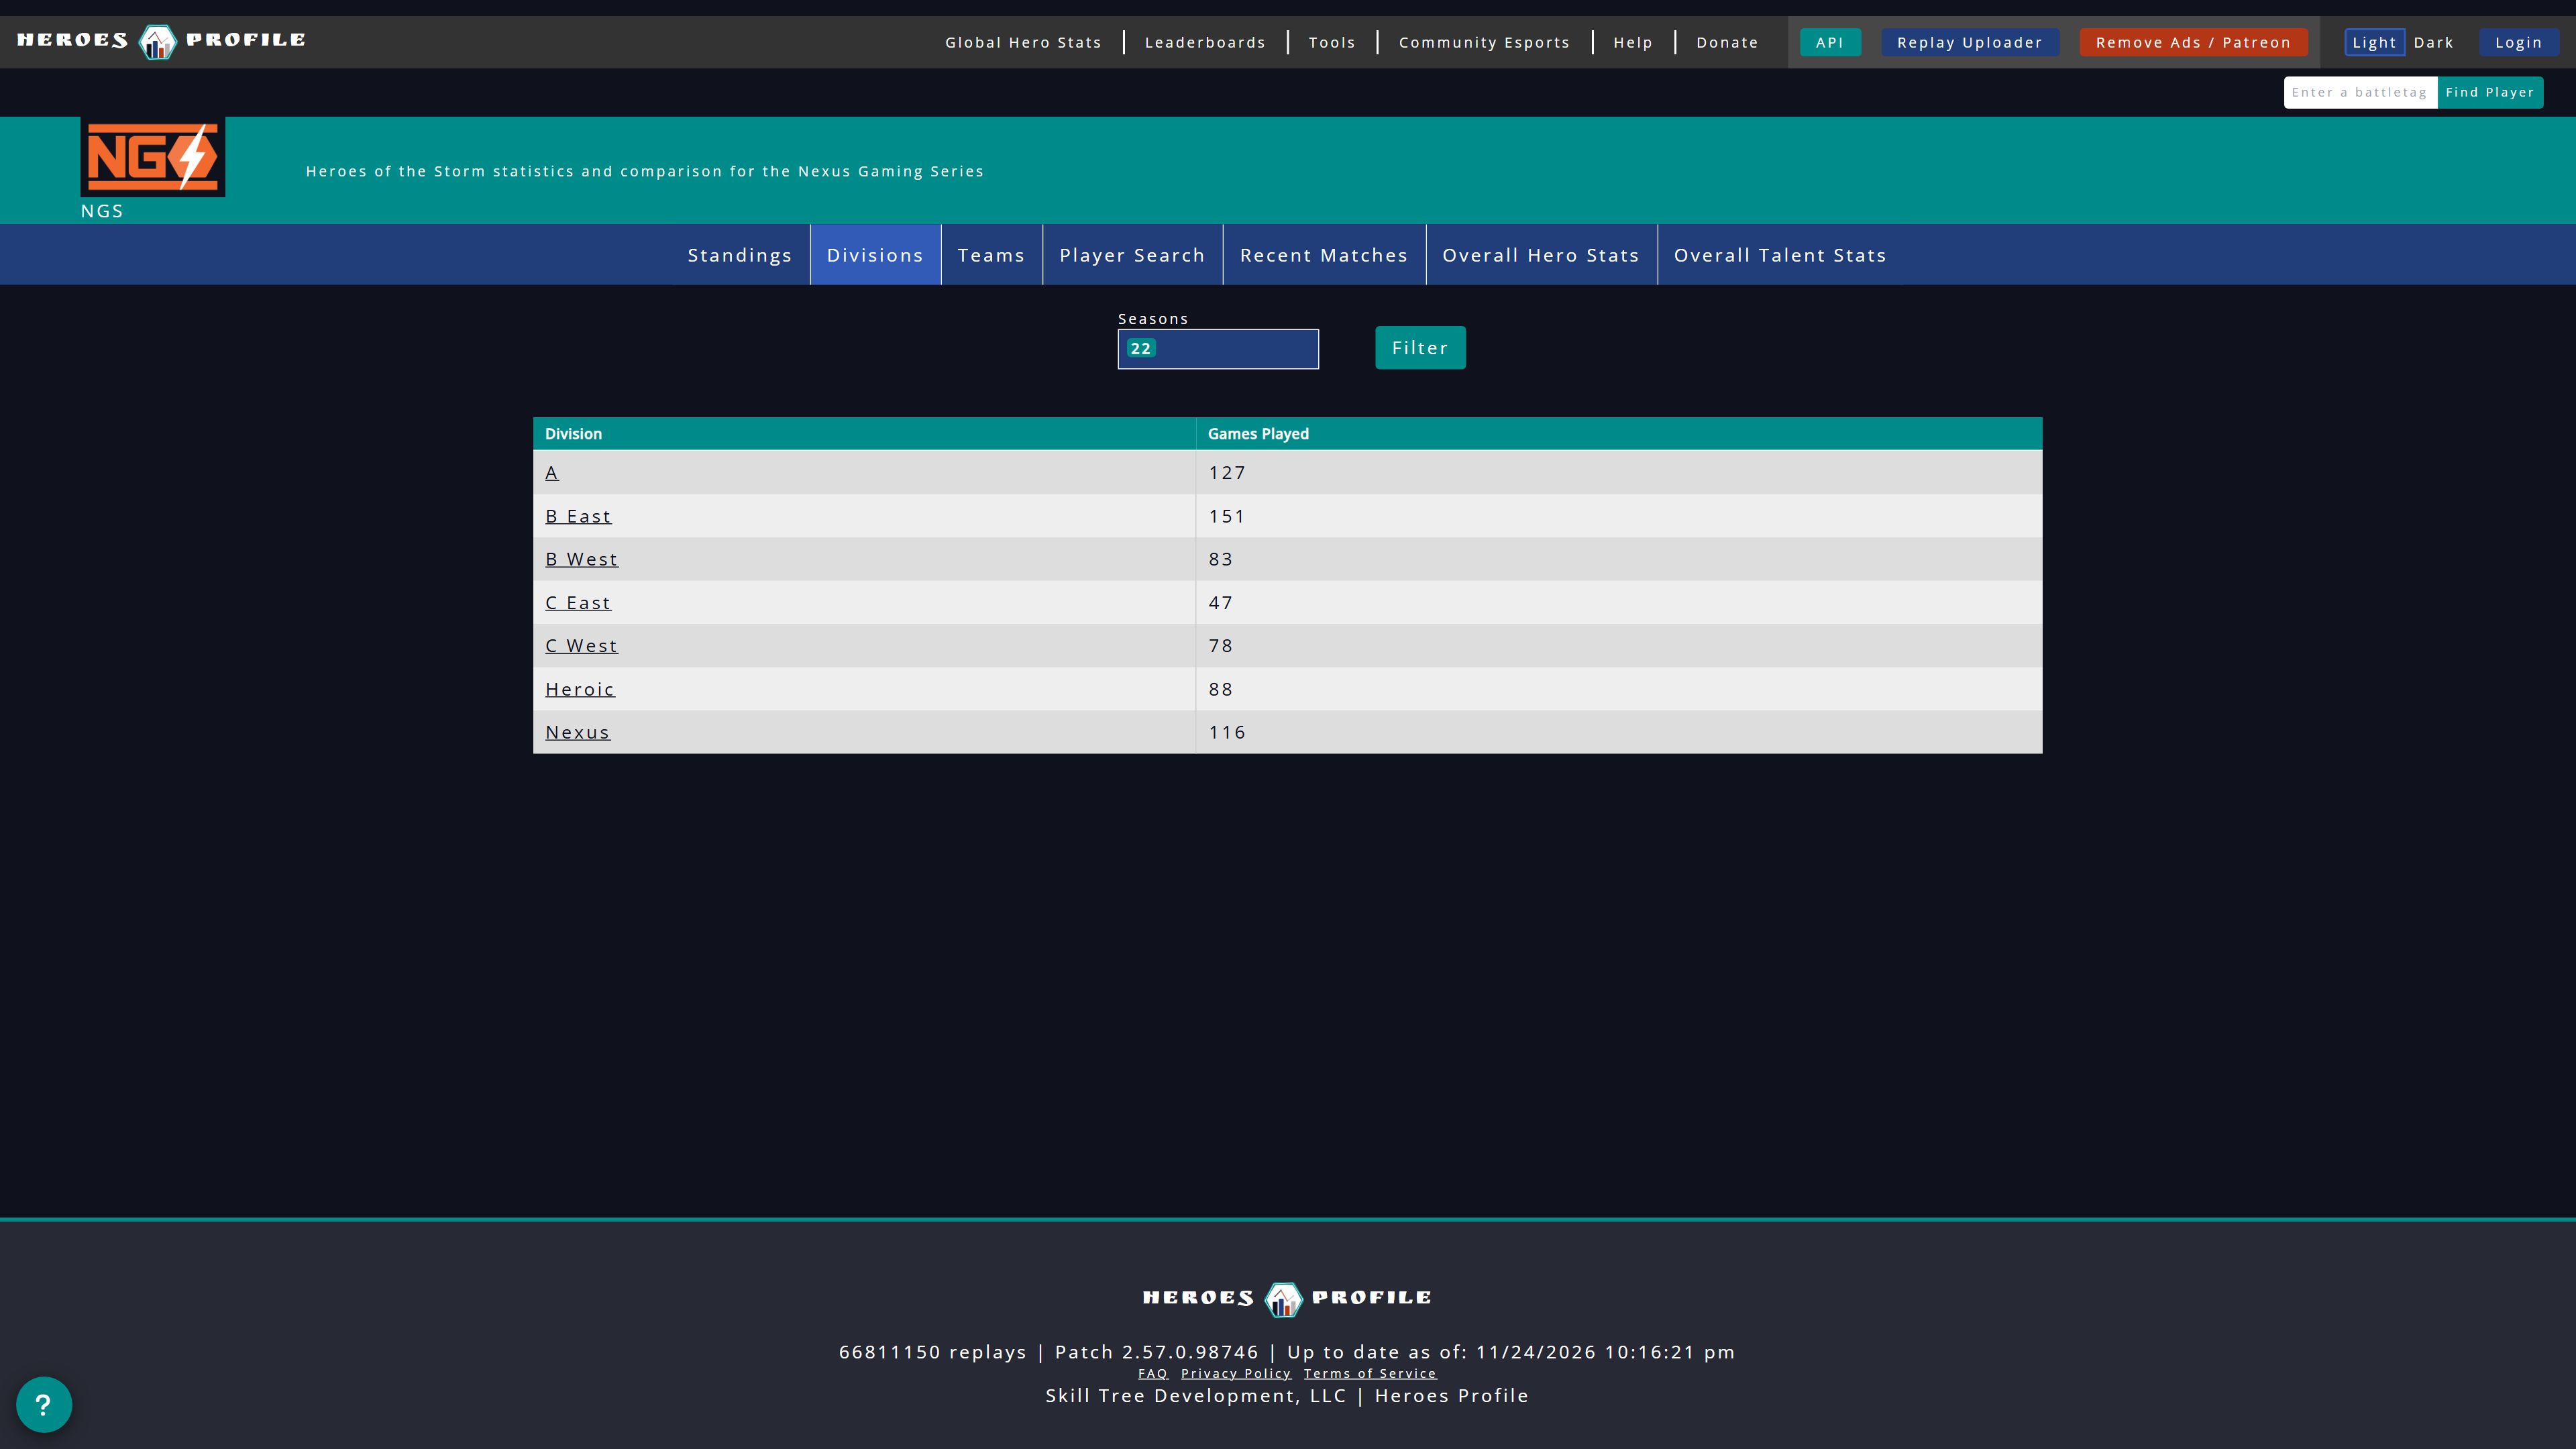 HEROES PROFILE
Global Hero Stats | Leaderboards | Tools | Community Esports | Help | Donate API Replay Uploader Remove Ads / Patreon Light Dark Login
Enter a battletag Find Player
NGS
Heroes of the Storm statistics and comparison for the Nexus Gaming Series
NGS
Standings Divisions Teams Player Search Recent Matches Overall Hero Stats Overall Talent Stats
Seasons
22
Filter
Division Games Played
A 127
B East 151
B West 83
C East 47
C West 78
Heroic 88
Nexus 116
HEROES PROFILE
66811150 replays | Patch 2.57.0.98746 | Up to date as of: 11/24/2026 10:16:21 pm
FAQ Privacy Policy Terms of Service
Skill Tree Development, LLC | Heroes Profile
?